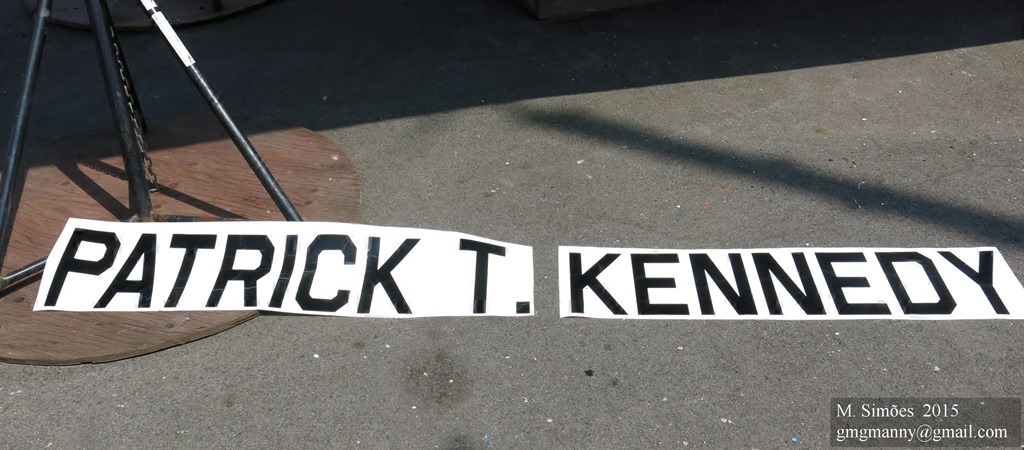 PATRICK T. KENNEDY
M. Simões 2015
gmgmanny@gmail.com